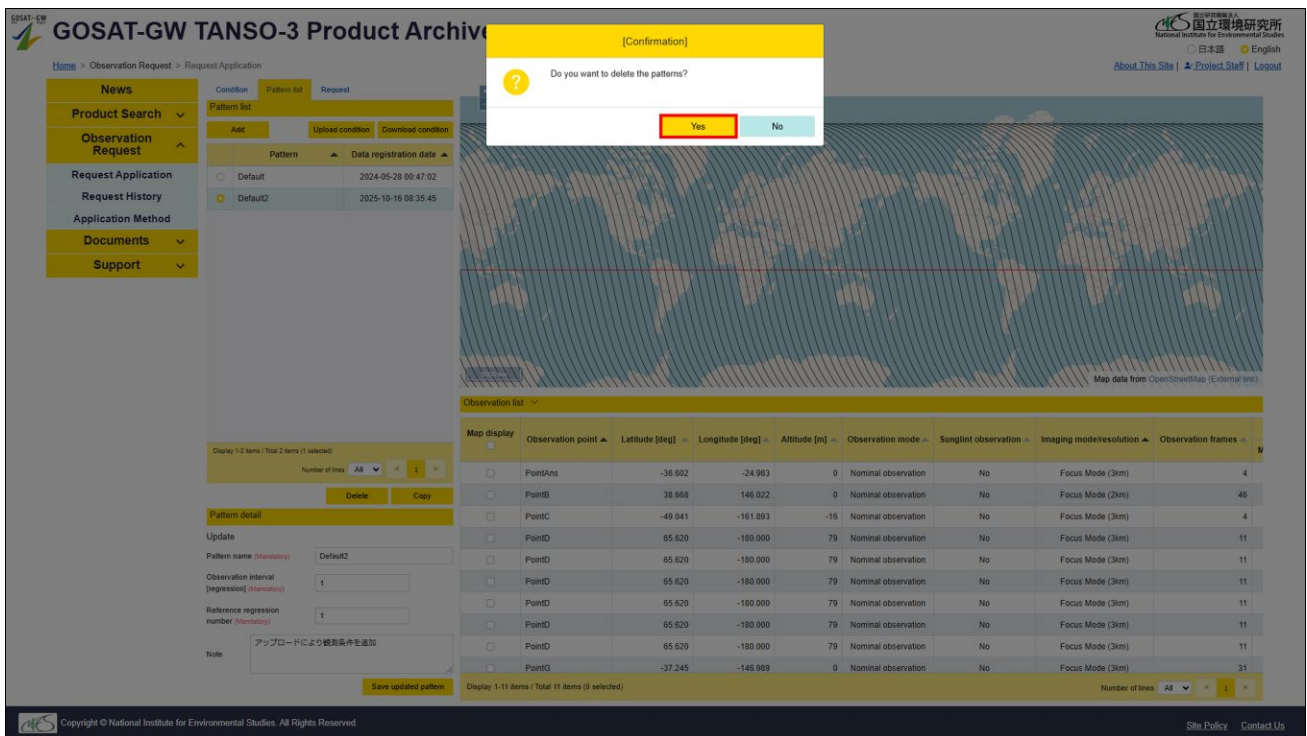 GOSAT-GW
GOSAT-GW TANSO-3 Product Archiv
国立研究開発法人
国立環境研究所
National Institute for Environmental Studies
日本語 English
Home > Observation Request > Request Application
About This Site | Project Staff | Logout
[Confirmation]
Do you want to delete the patterns?
Yes No
News
Product Search
Observation Request
Request Application
Request History
Application Method
Documents
Support
Condition Pattern list Request
Pattern list
Add Upload condition Download condition
Pattern Data registration date
Default 2024-05-28 00:47:02
Default2 2025-10-16 08:35:45
Display 1-2 items / Total 2 items (1 selected)
Number of lines All 1
Delete Copy
Pattern detail
Update
Pattern name (Mandatory) Default2
Observation interval [regression] (Mandatory) 1
Reference regression number (Mandatory) 1
Note アップロードにより観測条件を追加
Save updated pattern
Map data from OpenStreetMap (External link)
Observation list
Map display Observation point Latitude [deg] Longitude [deg] Altitude [m] Observation mode Sunglint observation Imaging mode/resolution Observation frames M
PointAns -36.602 -24.983 0 Nominal observation No Focus Mode (3km) 4
PointB 38.668 146.022 0 Nominal observation No Focus Mode (2km) 46
PointC -49.041 -161.893 -16 Nominal observation No Focus Mode (3km) 4
PointD 65.620 -180.000 79 Nominal observation No Focus Mode (3km) 11
PointD 65.620 -180.000 79 Nominal observation No Focus Mode (3km) 11
PointD 65.620 -180.000 79 Nominal observation No Focus Mode (3km) 11
PointD 65.620 -180.000 79 Nominal observation No Focus Mode (3km) 11
PointD 65.620 -180.000 79 Nominal observation No Focus Mode (3km) 11
PointD 65.620 -180.000 79 Nominal observation No Focus Mode (3km) 11
PointG -37.245 -146.989 0 Nominal observation No Focus Mode (3km) 31
Display 1-11 items / Total 11 items (0 selected)
Number of lines All 1
Copyright © National Institute for Environmental Studies. All Rights Reserved.
Site Policy Contact Us